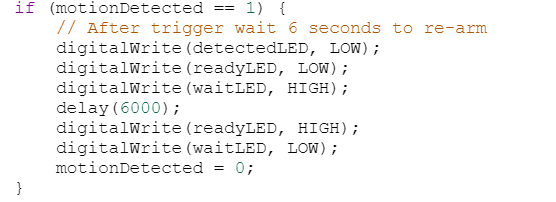 if (motionDetected == 1) {
    // After trigger wait 6 seconds to re-arm
    digitalWrite(detectedLED, LOW);
    digitalWrite(readyLED, LOW);
    digitalWrite(waitLED, HIGH);
    delay(6000);
    digitalWrite(readyLED, HIGH);
    digitalWrite(waitLED, LOW);
    motionDetected = 0;
}